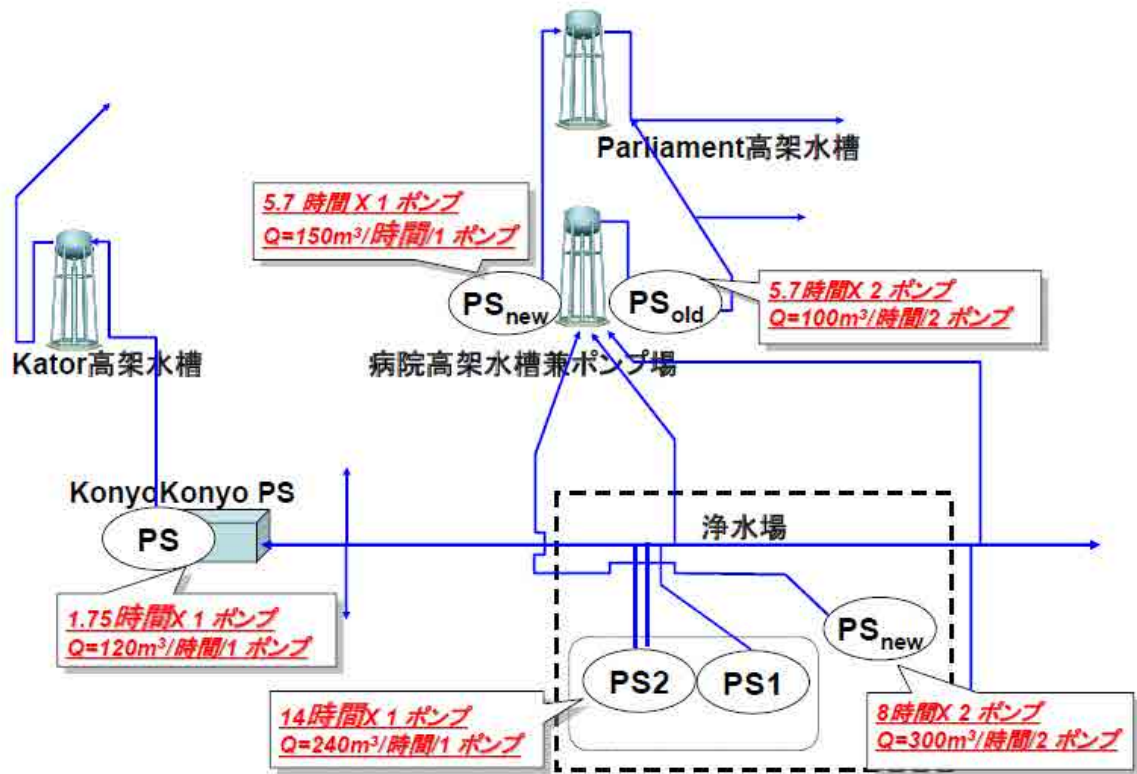 Parliament高架水槽
5.7 時間 X 1 ポンプ
Q=150m³/時間/1 ポンプ
PSnew
PSold
5.7時間X 2 ポンプ
Q=100m³/時間/2 ポンプ
Kator高架水槽
病院高架水槽兼ポンプ場
KonyoKonyo PS
PS
浄水場
1.75時間X 1 ポンプ
Q=120m³/時間/1 ポンプ
PSnew
PS2
PS1
14時間X 1 ポンプ
Q=240m³/時間/1 ポンプ
8時間X 2 ポンプ
Q=300m³/時間/2 ポンプ